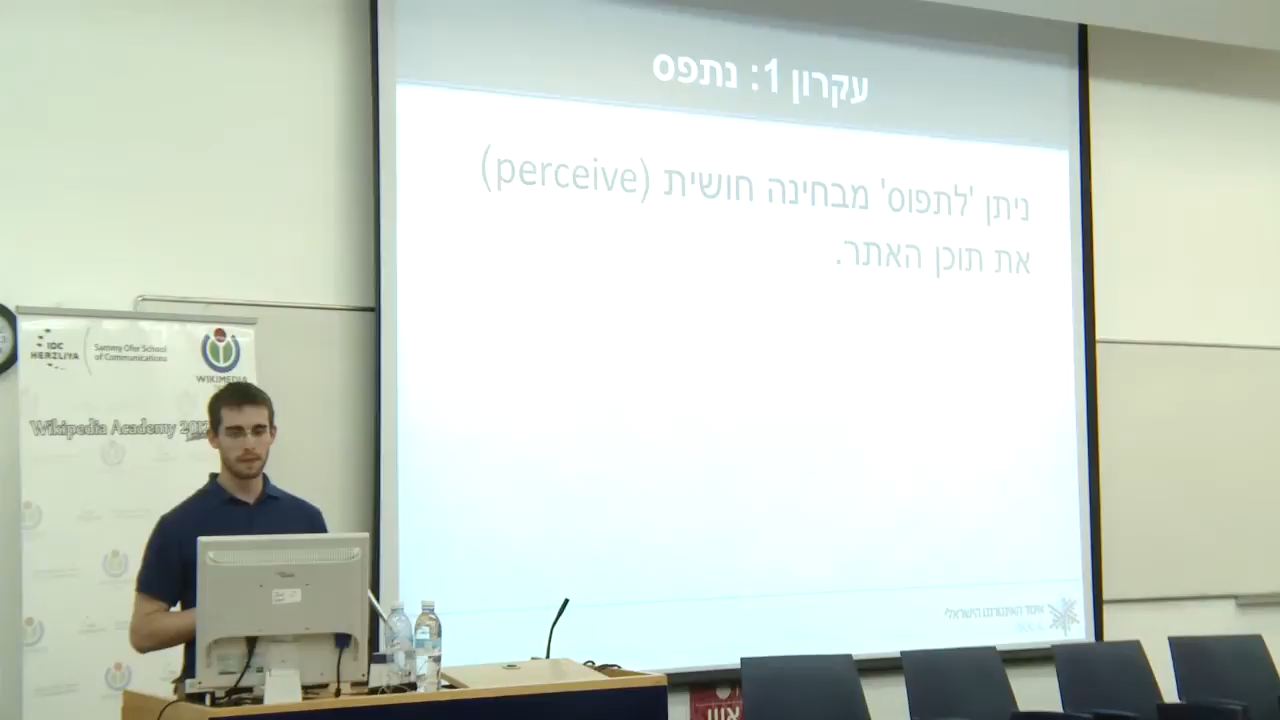 עקרון 1: נתפס
ניתן 'לתפוס' מבחינה חושית (perceive)
את תוכן האתר.
איגוד האינטרנט הישראלי
IDC
HERZLIYA
Sammy Ofer School
of Communications
WIKIMEDIA
Wikipedia Academy